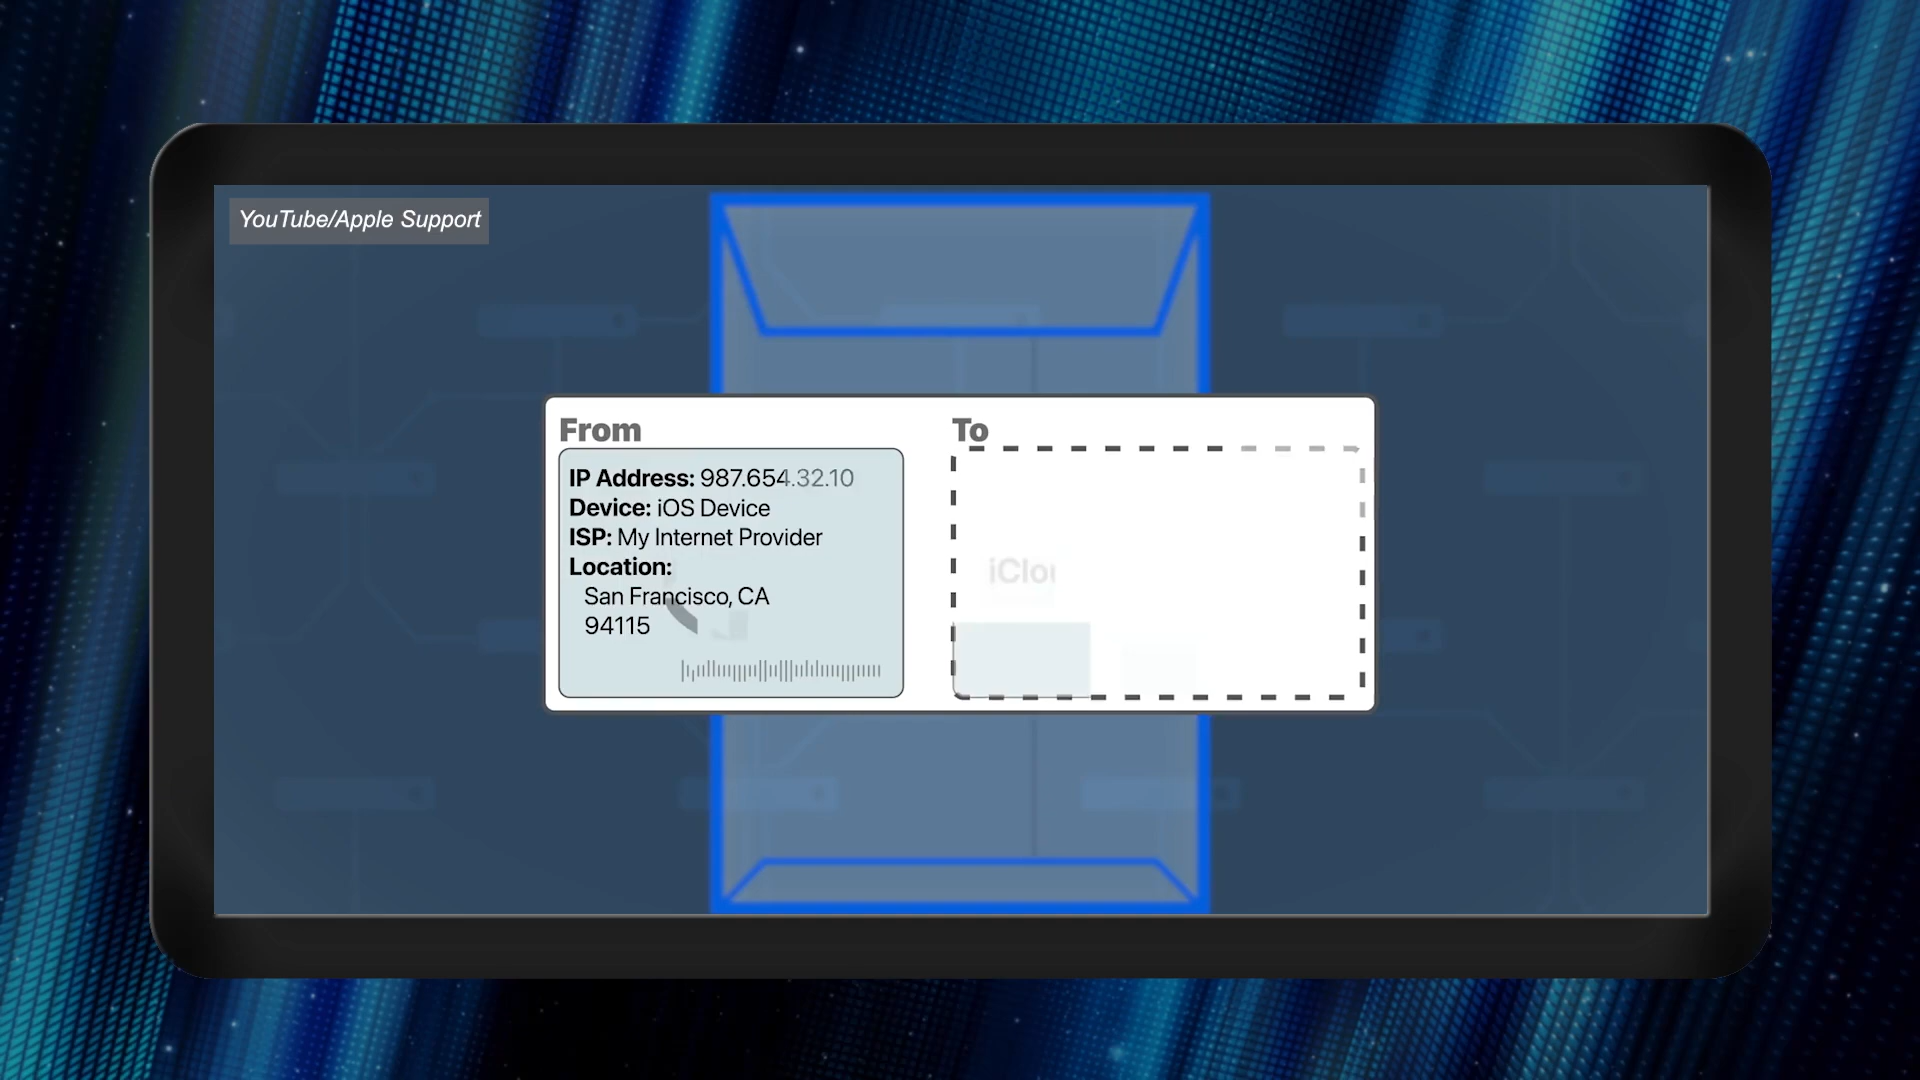 YouTube/Apple Support
From
IP Address: 987.654.32.10
Device: iOS Device
ISP: My Internet Provider
Location:
San Francisco, CA
94115
To